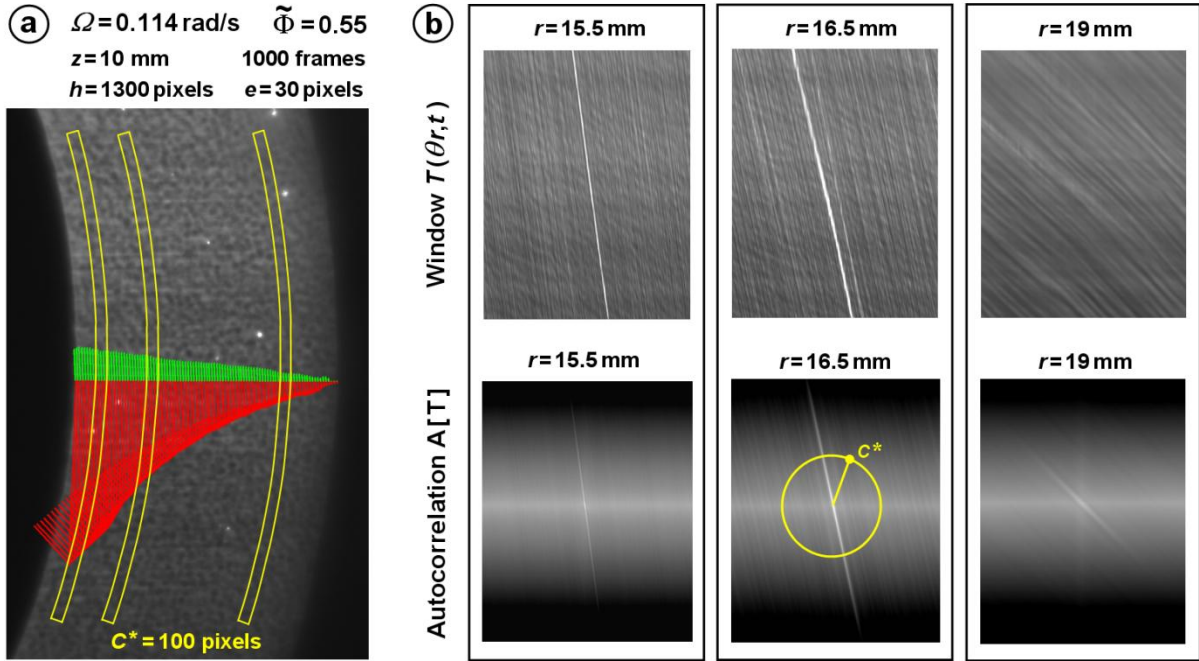 a
Ω = 0.114 rad/s Φ̃ = 0.55
z = 10 mm 1000 frames
h = 1300 pixels e = 30 pixels
C* = 100 pixels
b
r = 15.5 mm r = 16.5 mm r = 19 mm
Window T(θr,t)
r = 15.5 mm r = 16.5 mm r = 19 mm
Autocorrelation A[T]
C*